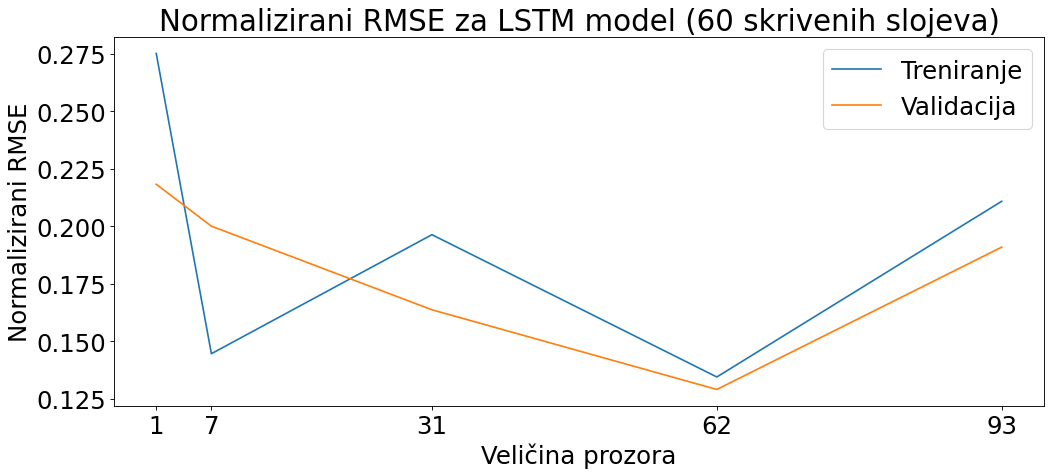 Normalizirani RMSE za LSTM model (60 skrivenih slojeva)
Normalizirani RMSE
0.275
0.250
0.225
0.200
0.175
0.150
0.125
Treniranje
Validacija
1 7 31 62 93
Veličina prozora